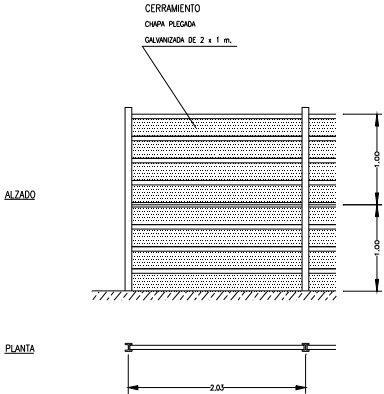 CERRAMIENTO
CHAPA PLEGADA
GALVANIZADA DE 2 x 1 m.
1.00
ALZADO
1.00
PLANTA
2.03